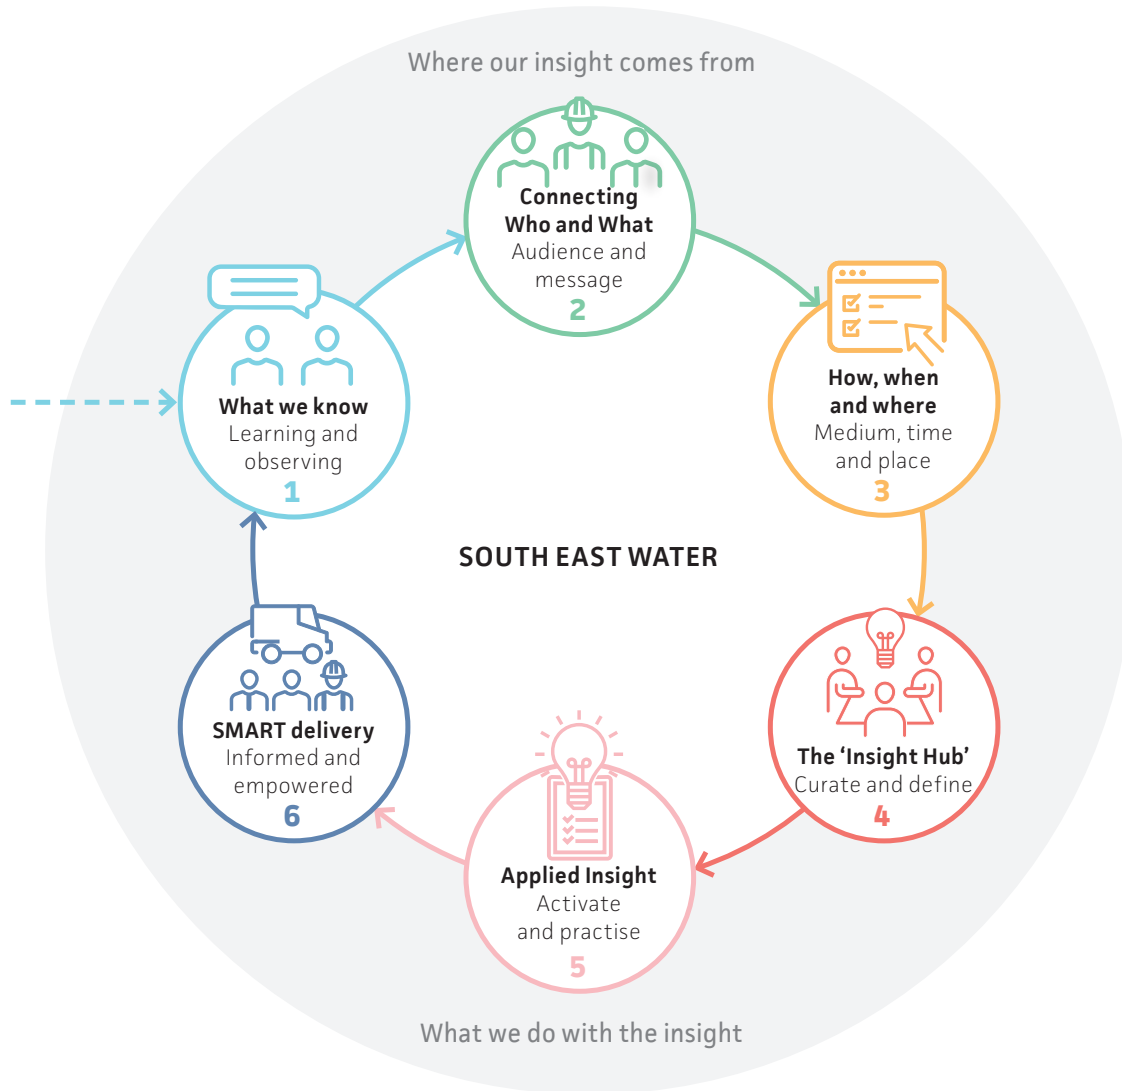 Where our insight comes from
Connecting
Who and What
Audience and
message
2
How, when
and where
Medium, time
and place
3
What we know
Learning and
observing
1
SOUTH EAST WATER
The ‘Insight Hub’
Curate and define
4
Applied Insight
Activate
and practise
5
SMART delivery
Informed and
empowered
6
What we do with the insight